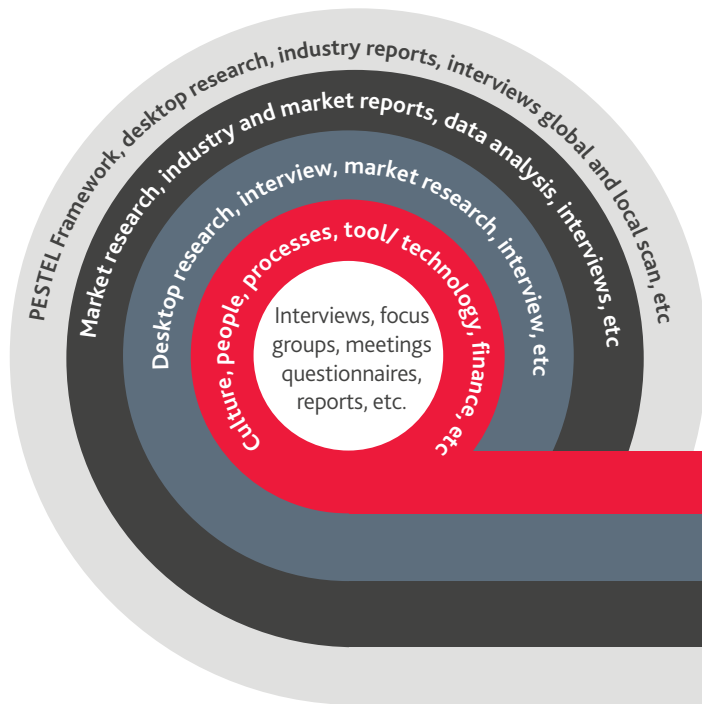 PESTEL Framework, desktop research, industry reports, interviews global and local scan, etc
Market research, industry and market reports, data analysis, interviews, etc
Desktop research, interview, market research, interview, etc
Culture, people, processes, tool/ technology, finance, etc
Interviews, focus
groups, meetings
questionnaires,
reports, etc.